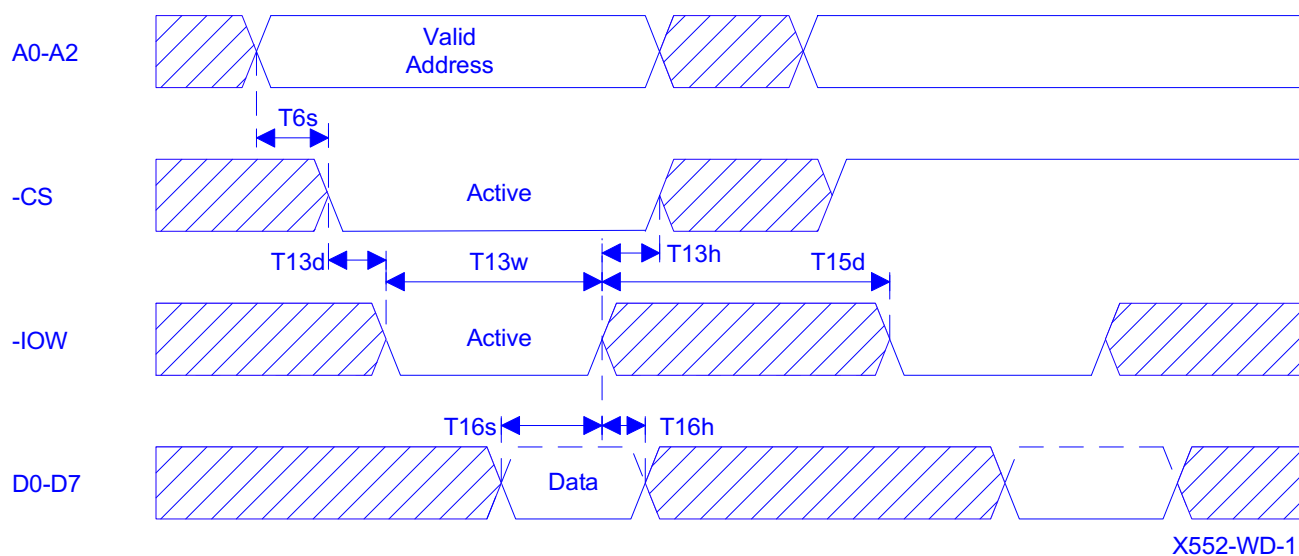 A0-A2
Valid
Address
T6s
-CS
Active
T13d
T13w
T13h
T15d
-IOW
Active
T16s
T16h
D0-D7
Data
X552-WD-1